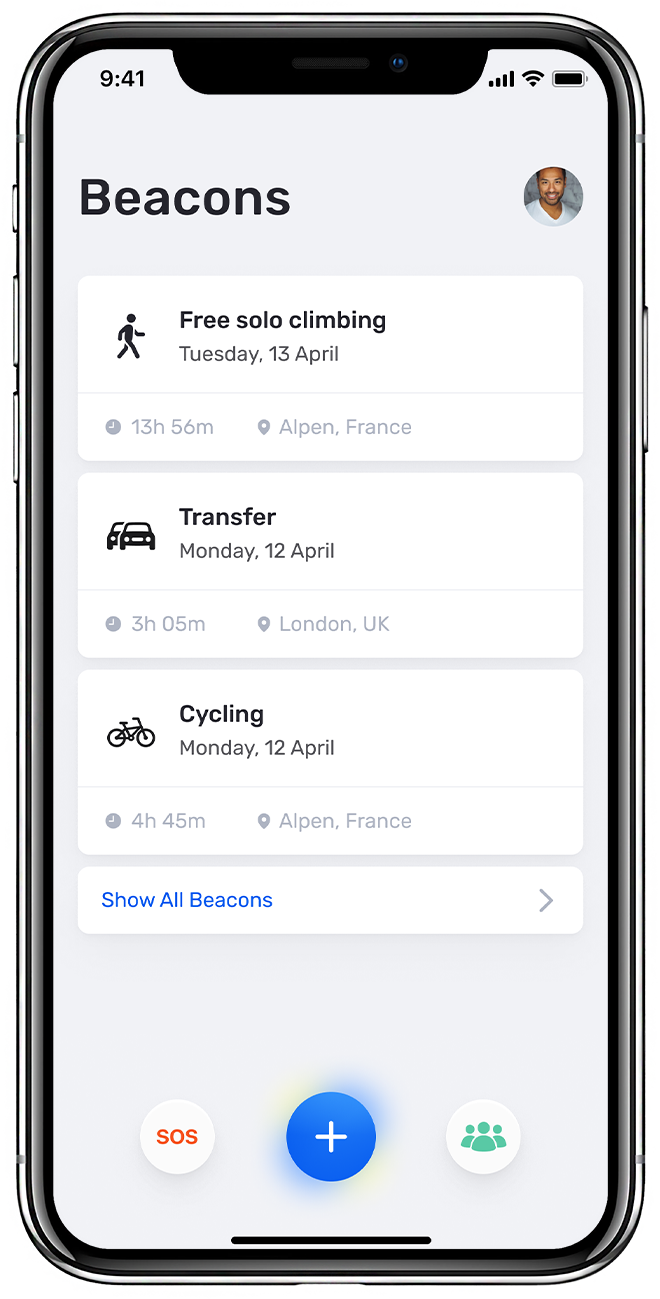 9:41
Beacons
Free solo climbing
Tuesday, 13 April
13h 56m Alpen, France
Transfer
Monday, 12 April
3h 05m London, UK
Cycling
Monday, 12 April
4h 45m Alpen, France
Show All Beacons
SOS